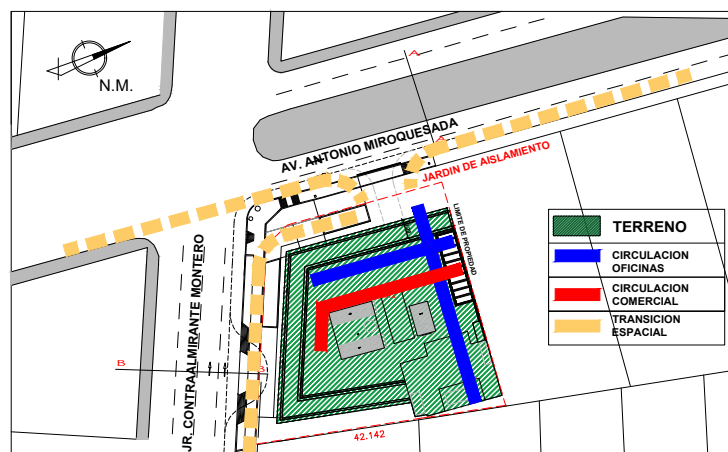 N.M.
A
AV. ANTONIO MIROQUESADA
JARDIN DE AISLAMIENTO
LIMITE DE PROPIEDAD
TERRENO
CIRCULACION
OFICINAS
CIRCULACION
COMERCIAL
TRANSICION
ESPACIAL
JR. CONTRAALMIRANTE MONTERO
B
B
42.142